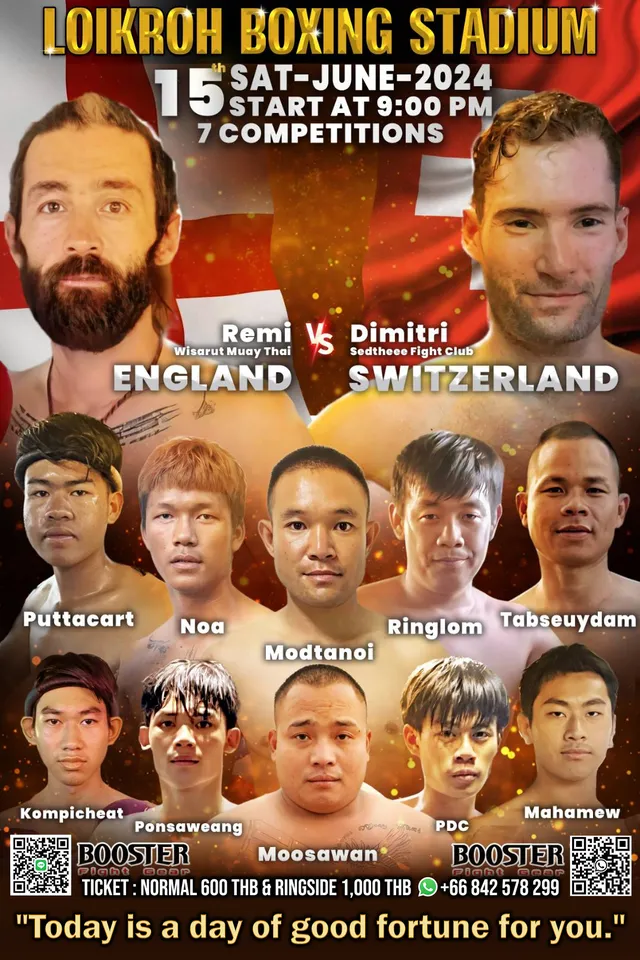 LOIKROH BOXING STADIUM
15th SAT-JUNE-2024
START AT 9:00 PM
7 COMPETITIONS
Remi VS Dimitri
Wisarut Muay Thai Sedtheee Fight Club
ENGLAND SWITZERLAND
Puttacart Noa Modtanoi Ringlom Tabseuydam
Kompicheat Ponsaweang Moosawan PDC Mahamew
BOOSTER BOOSTER
Fight Gear Fight Gear
TICKET : NORMAL 600 THB & RINGSIDE 1,000 THB +66 842 578 299
"Today is a day of good fortune for you."